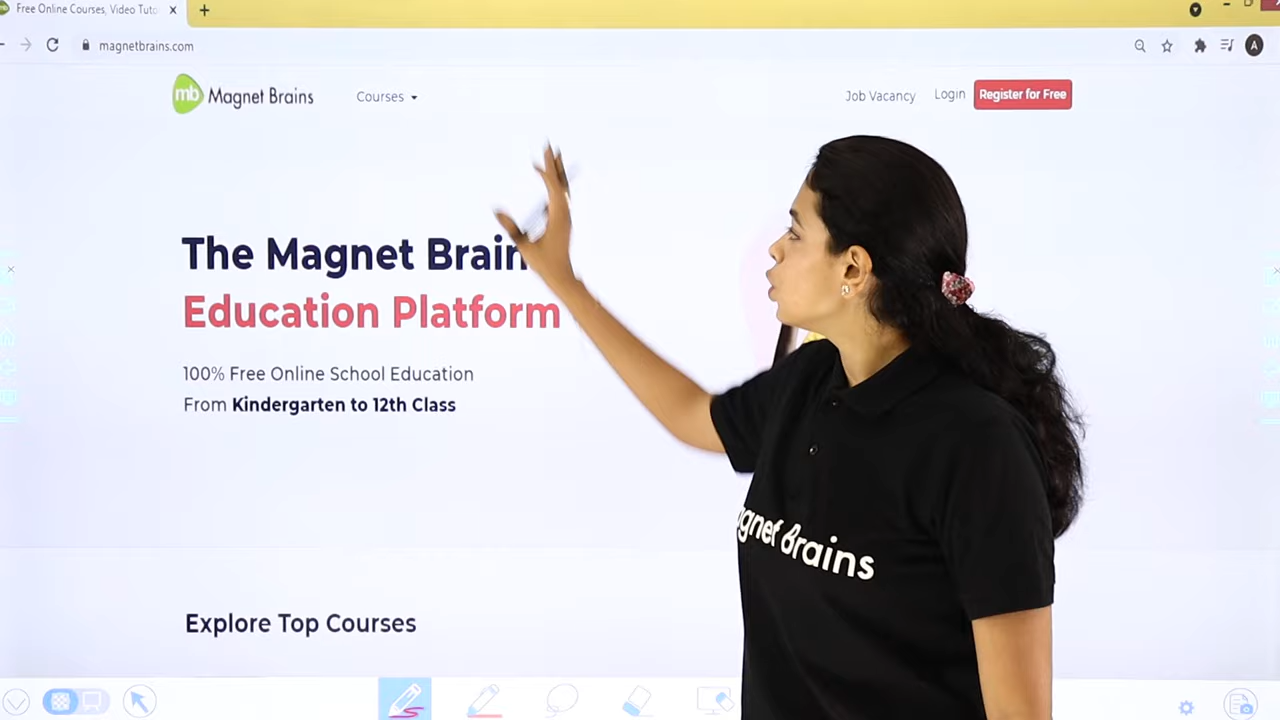 Free Online Courses, Video Tuto
magnetbrains.com
A
mb Magnet Brains
Courses
Job Vacancy
Login
Register for Free
The Magnet Brain
Education Platform
100% Free Online School Education
From Kindergarten to 12th Class
Brains
Explore Top Courses